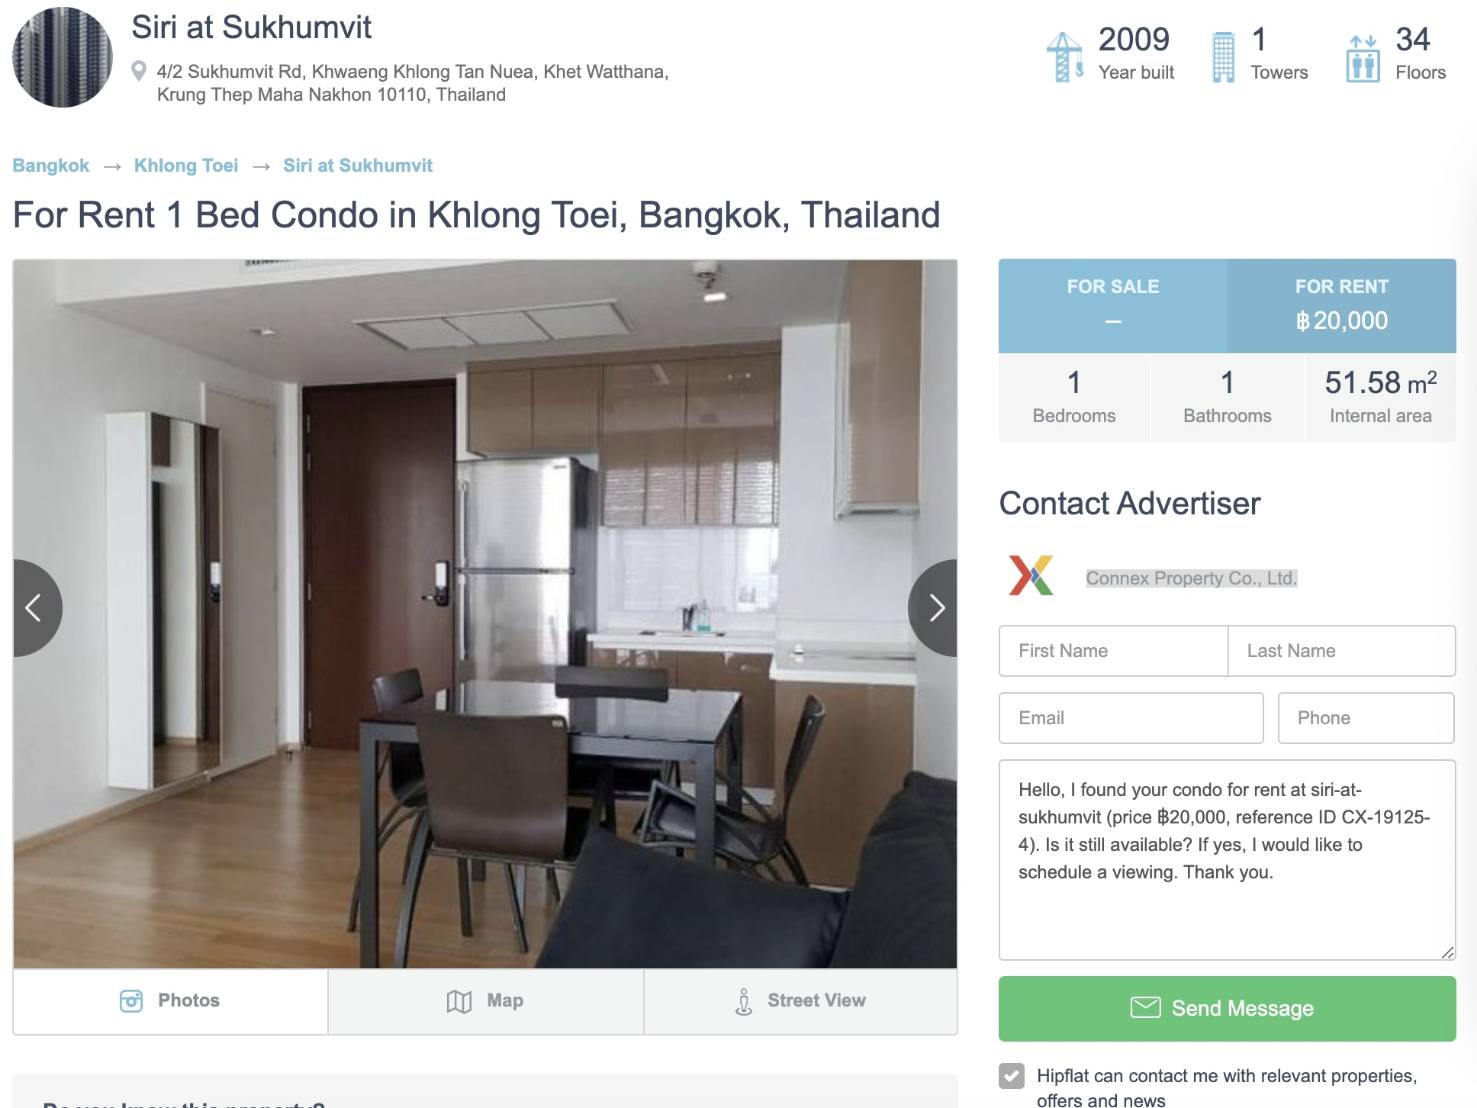 Siri at Sukhumvit
4/2 Sukhumvit Rd, Khwaeng Khlong Tan Nuea, Khet Watthana,
Krung Thep Maha Nakhon 10110, Thailand
2009
Year built
1
Towers
34
Floors
Bangkok → Khlong Toei → Siri at Sukhumvit
For Rent 1 Bed Condo in Khlong Toei, Bangkok, Thailand
FOR SALE
–
FOR RENT
฿20,000
1
Bedrooms
1
Bathrooms
51.58 m²
Internal area
Contact Advertiser
Connex Property Co., Ltd.
First Name
Last Name
Email
Phone
Hello, I found your condo for rent at siri-at-
sukhumvit (price ฿20,000, reference ID CX-19125-
4). Is it still available? If yes, I would like to
schedule a viewing. Thank you.
Photos
Map
Street View
Send Message
Hipflat can contact me with relevant properties,
offers and news
Do you know this property?